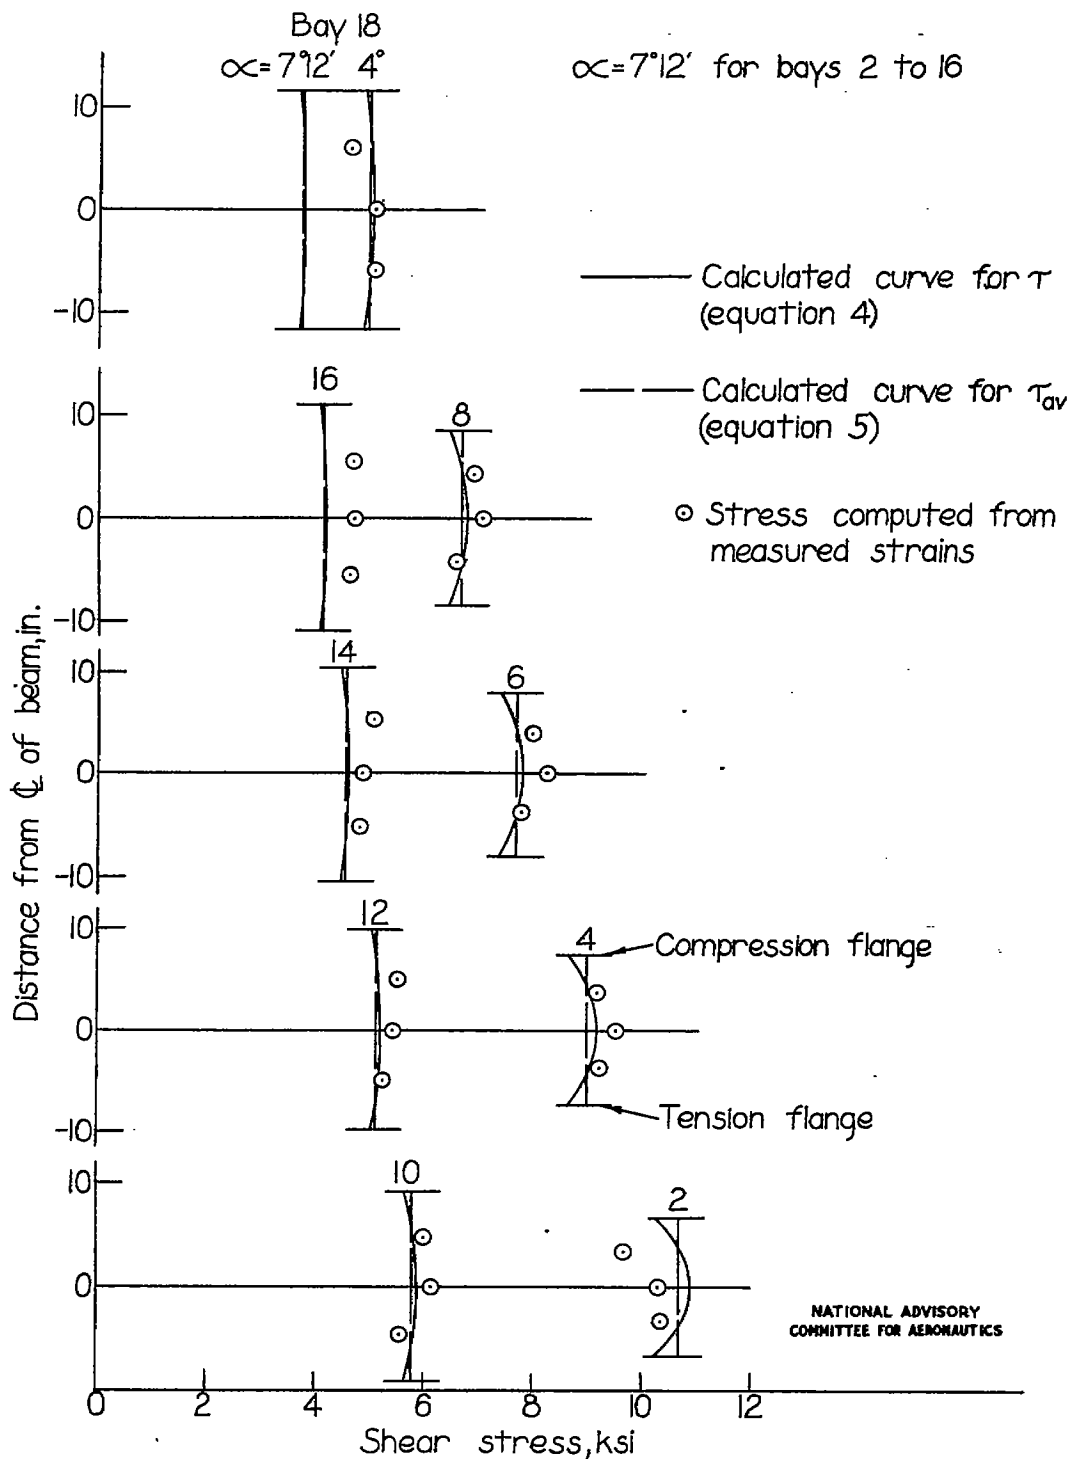 Bay 18
∝=7°12′ 4°
∝=7°12′ for bays 2 to 16
10
0
-10
Calculated curve for τ
(equation 4)
16
8
10
0
-10
Calculated curve for τav
(equation 5)
Stress computed from
measured strains
14
6
10
0
-10
Distance from ℄ of beam, in.
12
4
10
0
-10
Compression flange
Tension flange
10
2
10
0
NATIONAL ADVISORY
COMMITTEE FOR AERONAUTICS
0 2 4 6 8 10 12
Shear stress, ksi